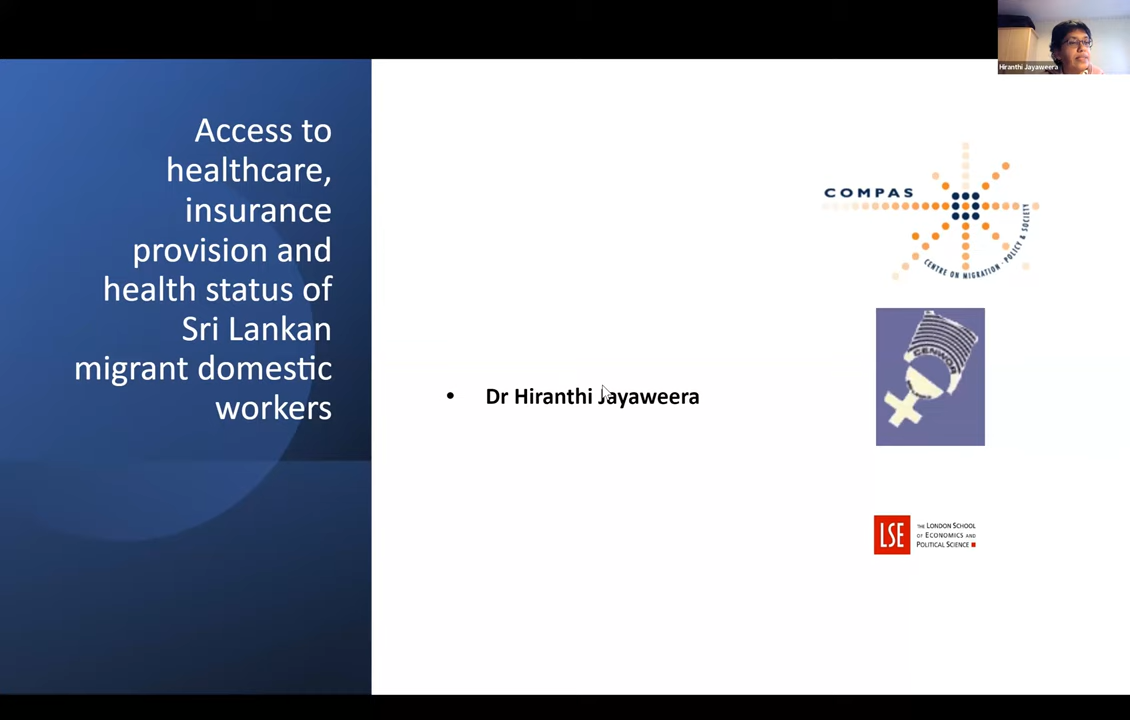 Hiranthi Jayaweera
Access to
healthcare,
insurance
provision and
health status of
Sri Lankan
migrant domestic
workers
• Dr Hiranthi Jayaweera
COMPAS
CENTRE ON MIGRATION · POLICY & SOCIETY
CENWOR
LSE
THE LONDON SCHOOL
OF ECONOMICS AND
POLITICAL SCIENCE